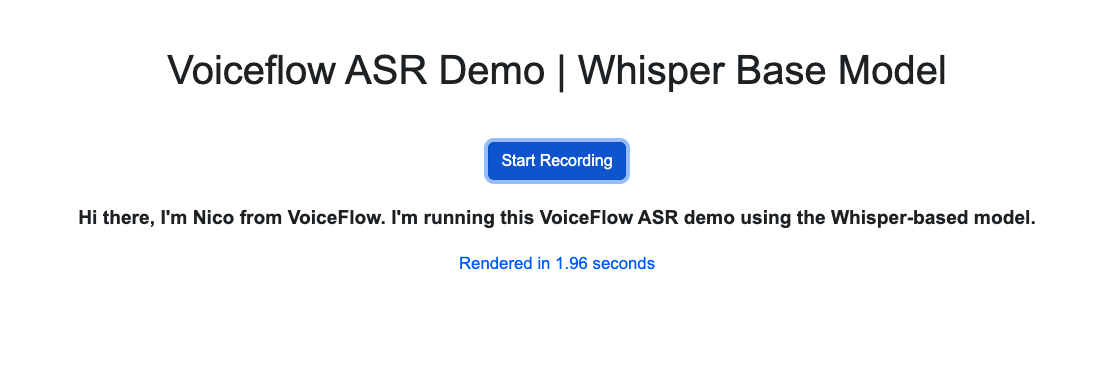 Voiceflow ASR Demo | Whisper Base Model
Start Recording
Hi there, I'm Nico from VoiceFlow. I'm running this VoiceFlow ASR demo using the Whisper-based model.
Rendered in 1.96 seconds